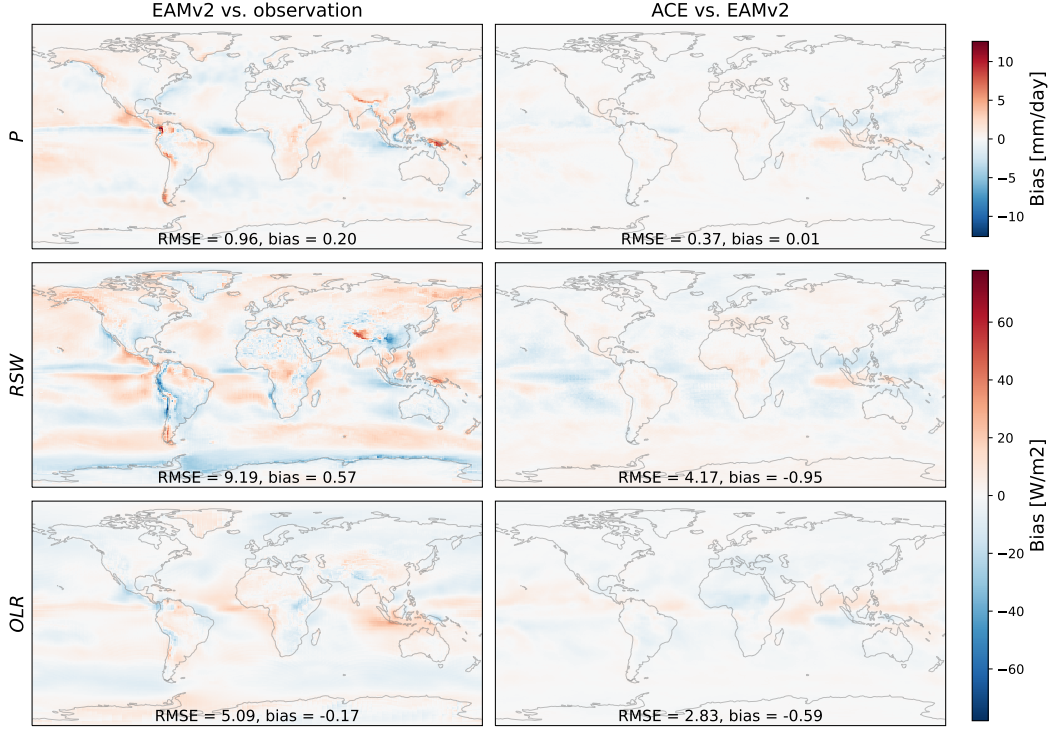 EAMv2 vs. observation
ACE vs. EAMv2
P
RMSE = 0.96, bias = 0.20
RMSE = 0.37, bias = 0.01
10
5
0
−5
−10
Bias [mm/day]
RSW
RMSE = 9.19, bias = 0.57
RMSE = 4.17, bias = -0.95
OLR
RMSE = 5.09, bias = -0.17
RMSE = 2.83, bias = -0.59
60
40
20
0
−20
−40
−60
Bias [W/m2]